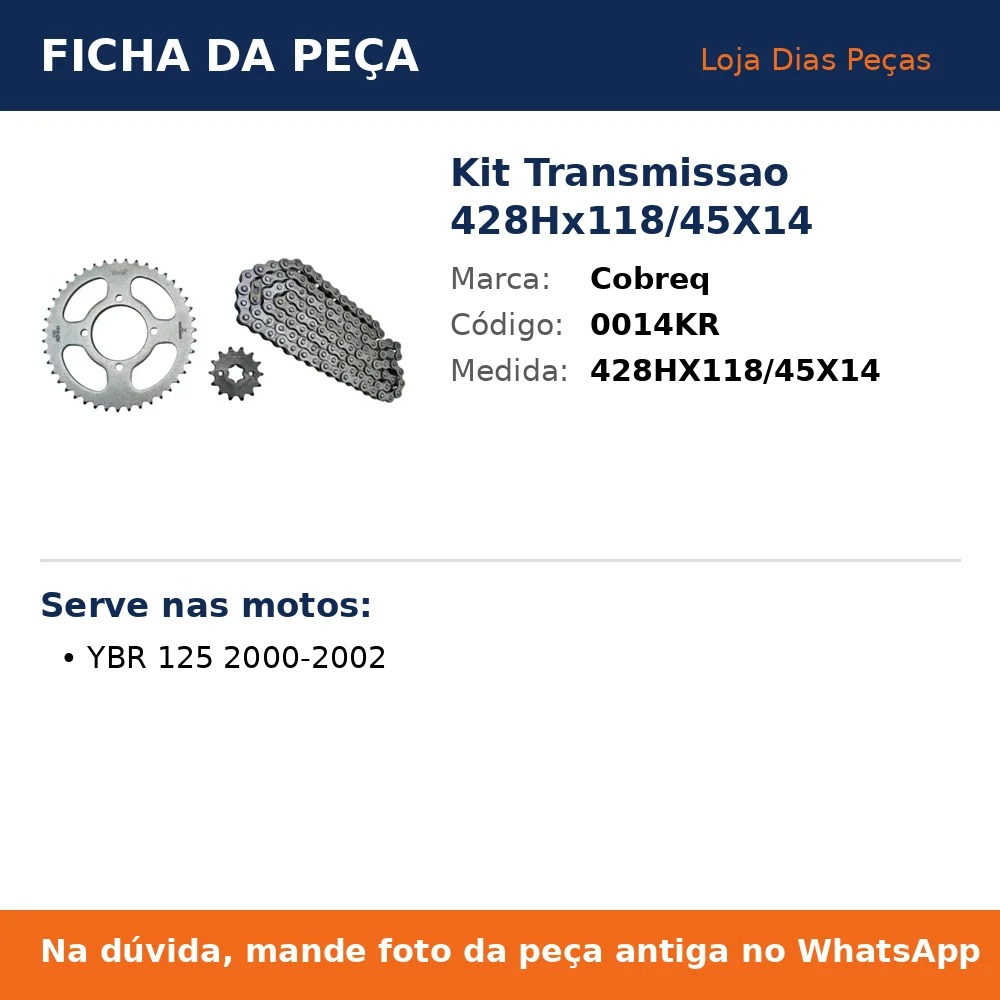 FICHA DA PEÇA
Loja Dias Peças
Kit Transmissao
428Hx118/45X14
Marca: Cobreq
Código: 0014KR
Medida: 428HX118/45X14
Serve nas motos:
• YBR 125 2000-2002
Na dúvida, mande foto da peça antiga no WhatsApp